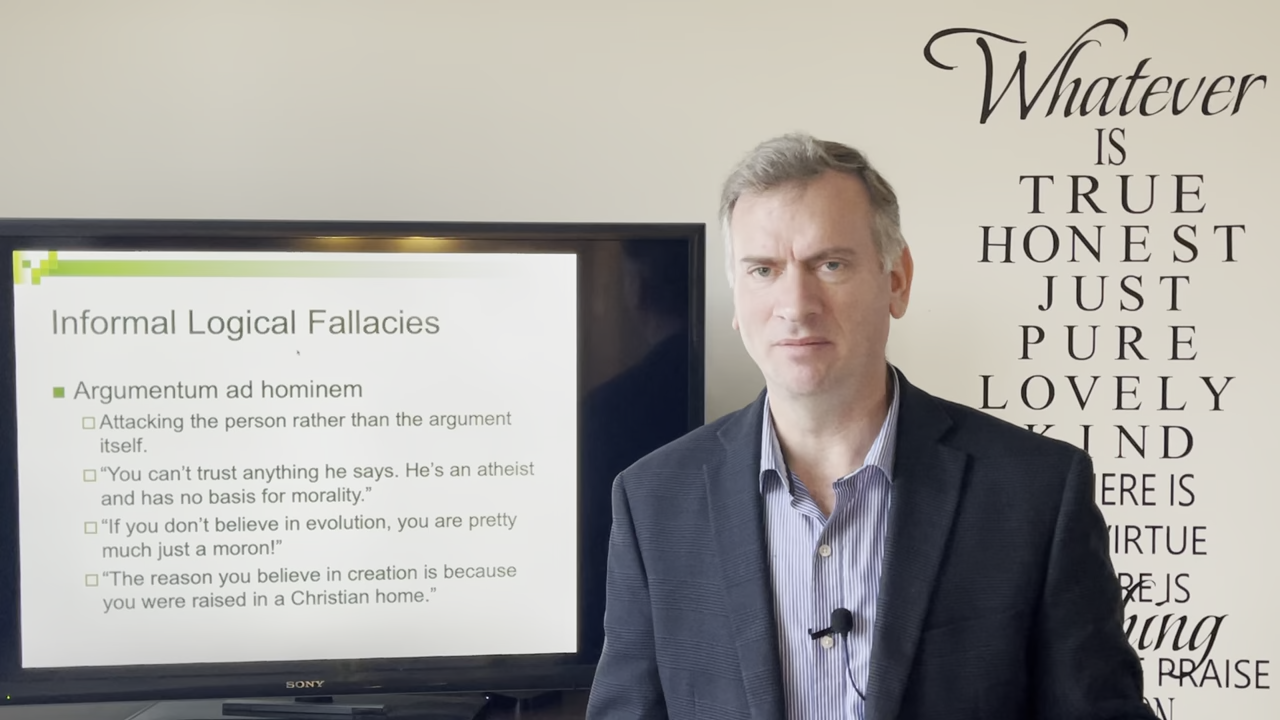 Informal Logical Fallacies
Argumentum ad hominem
Attacking the person rather than the argument
itself.
“You can’t trust anything he says. He’s an atheist
and has no basis for morality.”
“If you don’t believe in evolution, you are pretty
much just a moron!”
“The reason you believe in creation is because
you were raised in a Christian home.”
SONY
Whatever
IS
TRUE
HONEST
JUST
PURE
LOVELY
KIND
IS
VIRTUE
IS
PRAISE